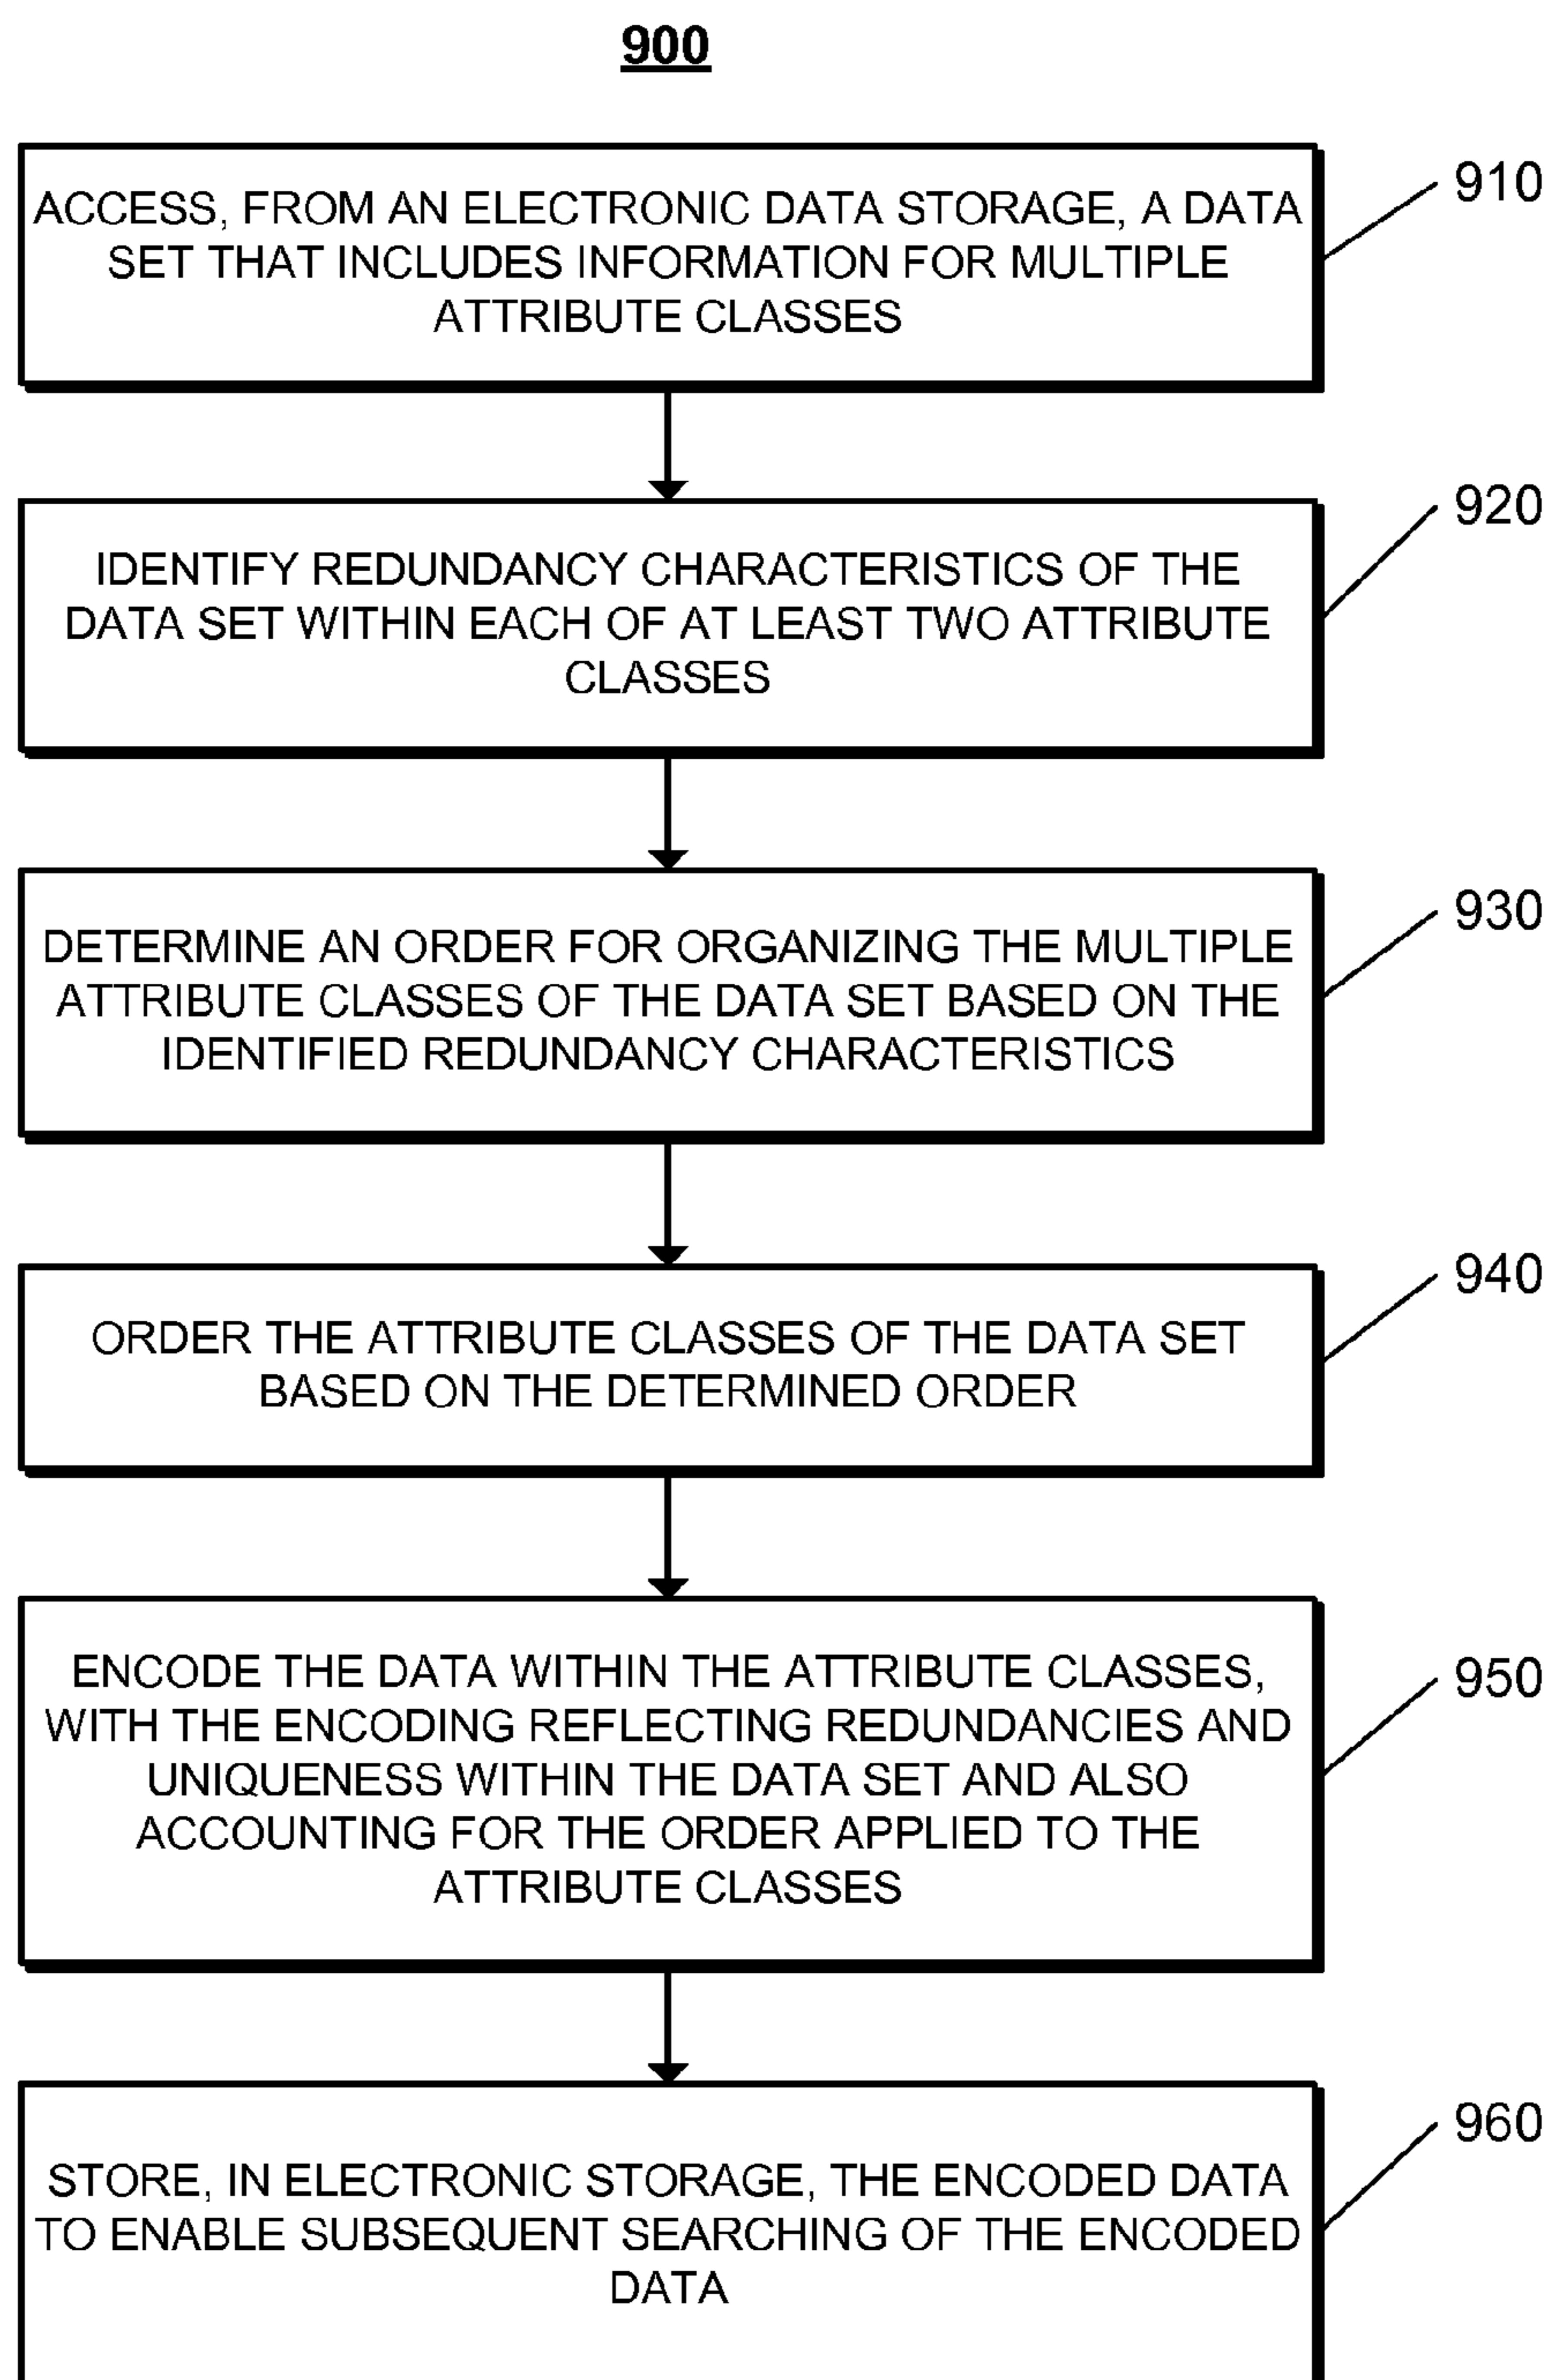 900
ACCESS, FROM AN ELECTRONIC DATA STORAGE, A DATA
SET THAT INCLUDES INFORMATION FOR MULTIPLE
ATTRIBUTE CLASSES
910
IDENTIFY REDUNDANCY CHARACTERISTICS OF THE
DATA SET WITHIN EACH OF AT LEAST TWO ATTRIBUTE
CLASSES
920
DETERMINE AN ORDER FOR ORGANIZING THE MULTIPLE
ATTRIBUTE CLASSES OF THE DATA SET BASED ON THE
IDENTIFIED REDUNDANCY CHARACTERISTICS
930
ORDER THE ATTRIBUTE CLASSES OF THE DATA SET
BASED ON THE DETERMINED ORDER
940
ENCODE THE DATA WITHIN THE ATTRIBUTE CLASSES,
WITH THE ENCODING REFLECTING REDUNDANCIES AND
UNIQUENESS WITHIN THE DATA SET AND ALSO
ACCOUNTING FOR THE ORDER APPLIED TO THE
ATTRIBUTE CLASSES
950
STORE, IN ELECTRONIC STORAGE, THE ENCODED DATA
TO ENABLE SUBSEQUENT SEARCHING OF THE ENCODED
DATA
960